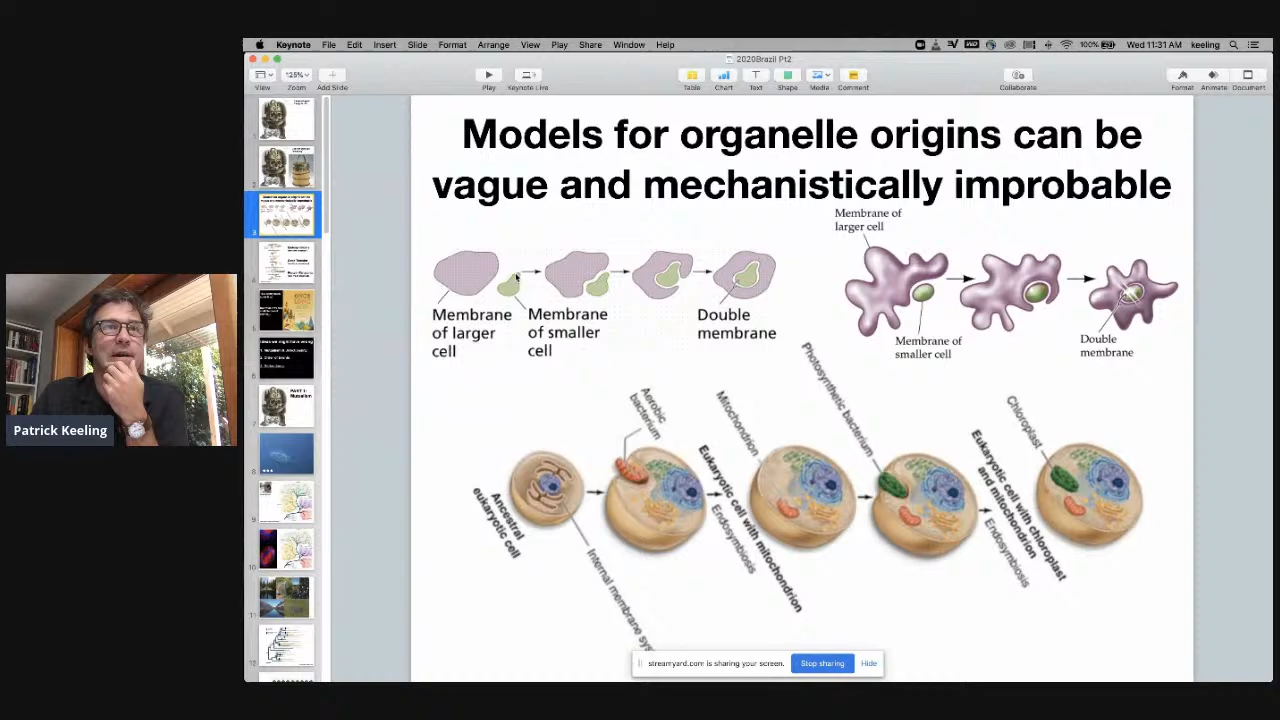 Keynote File Edit Insert Slide Format Arrange View Play Share Window Help
100%
Wed 11:31 AM keeling
2020Brazil Pt2
125%
View Zoom Add Slide
Play Keynote Live
Table Chart Text Shape Media Comment
Collaborate
Format Animate Document
Models for organelle origins can be
vague and mechanistically improbable
Membrane
of larger
cell
Membrane
of smaller
cell
Double
membrane
Membrane of
larger cell
Membrane of
smaller cell
Double
membrane
Ancestral
eukaryotic cell
Internal membrane sys
Aerobic
bacterium
Endosymbiosis
Eukaryotic cell with mitochondrion
Mitochondrion
Photosynthetic bacterium
Endosymbiosis
Eukaryotic cell with chloroplast
and mitochondrion
Chloroplast
Patrick Keeling
streamyard.com is sharing your screen.
Stop sharing
Hide